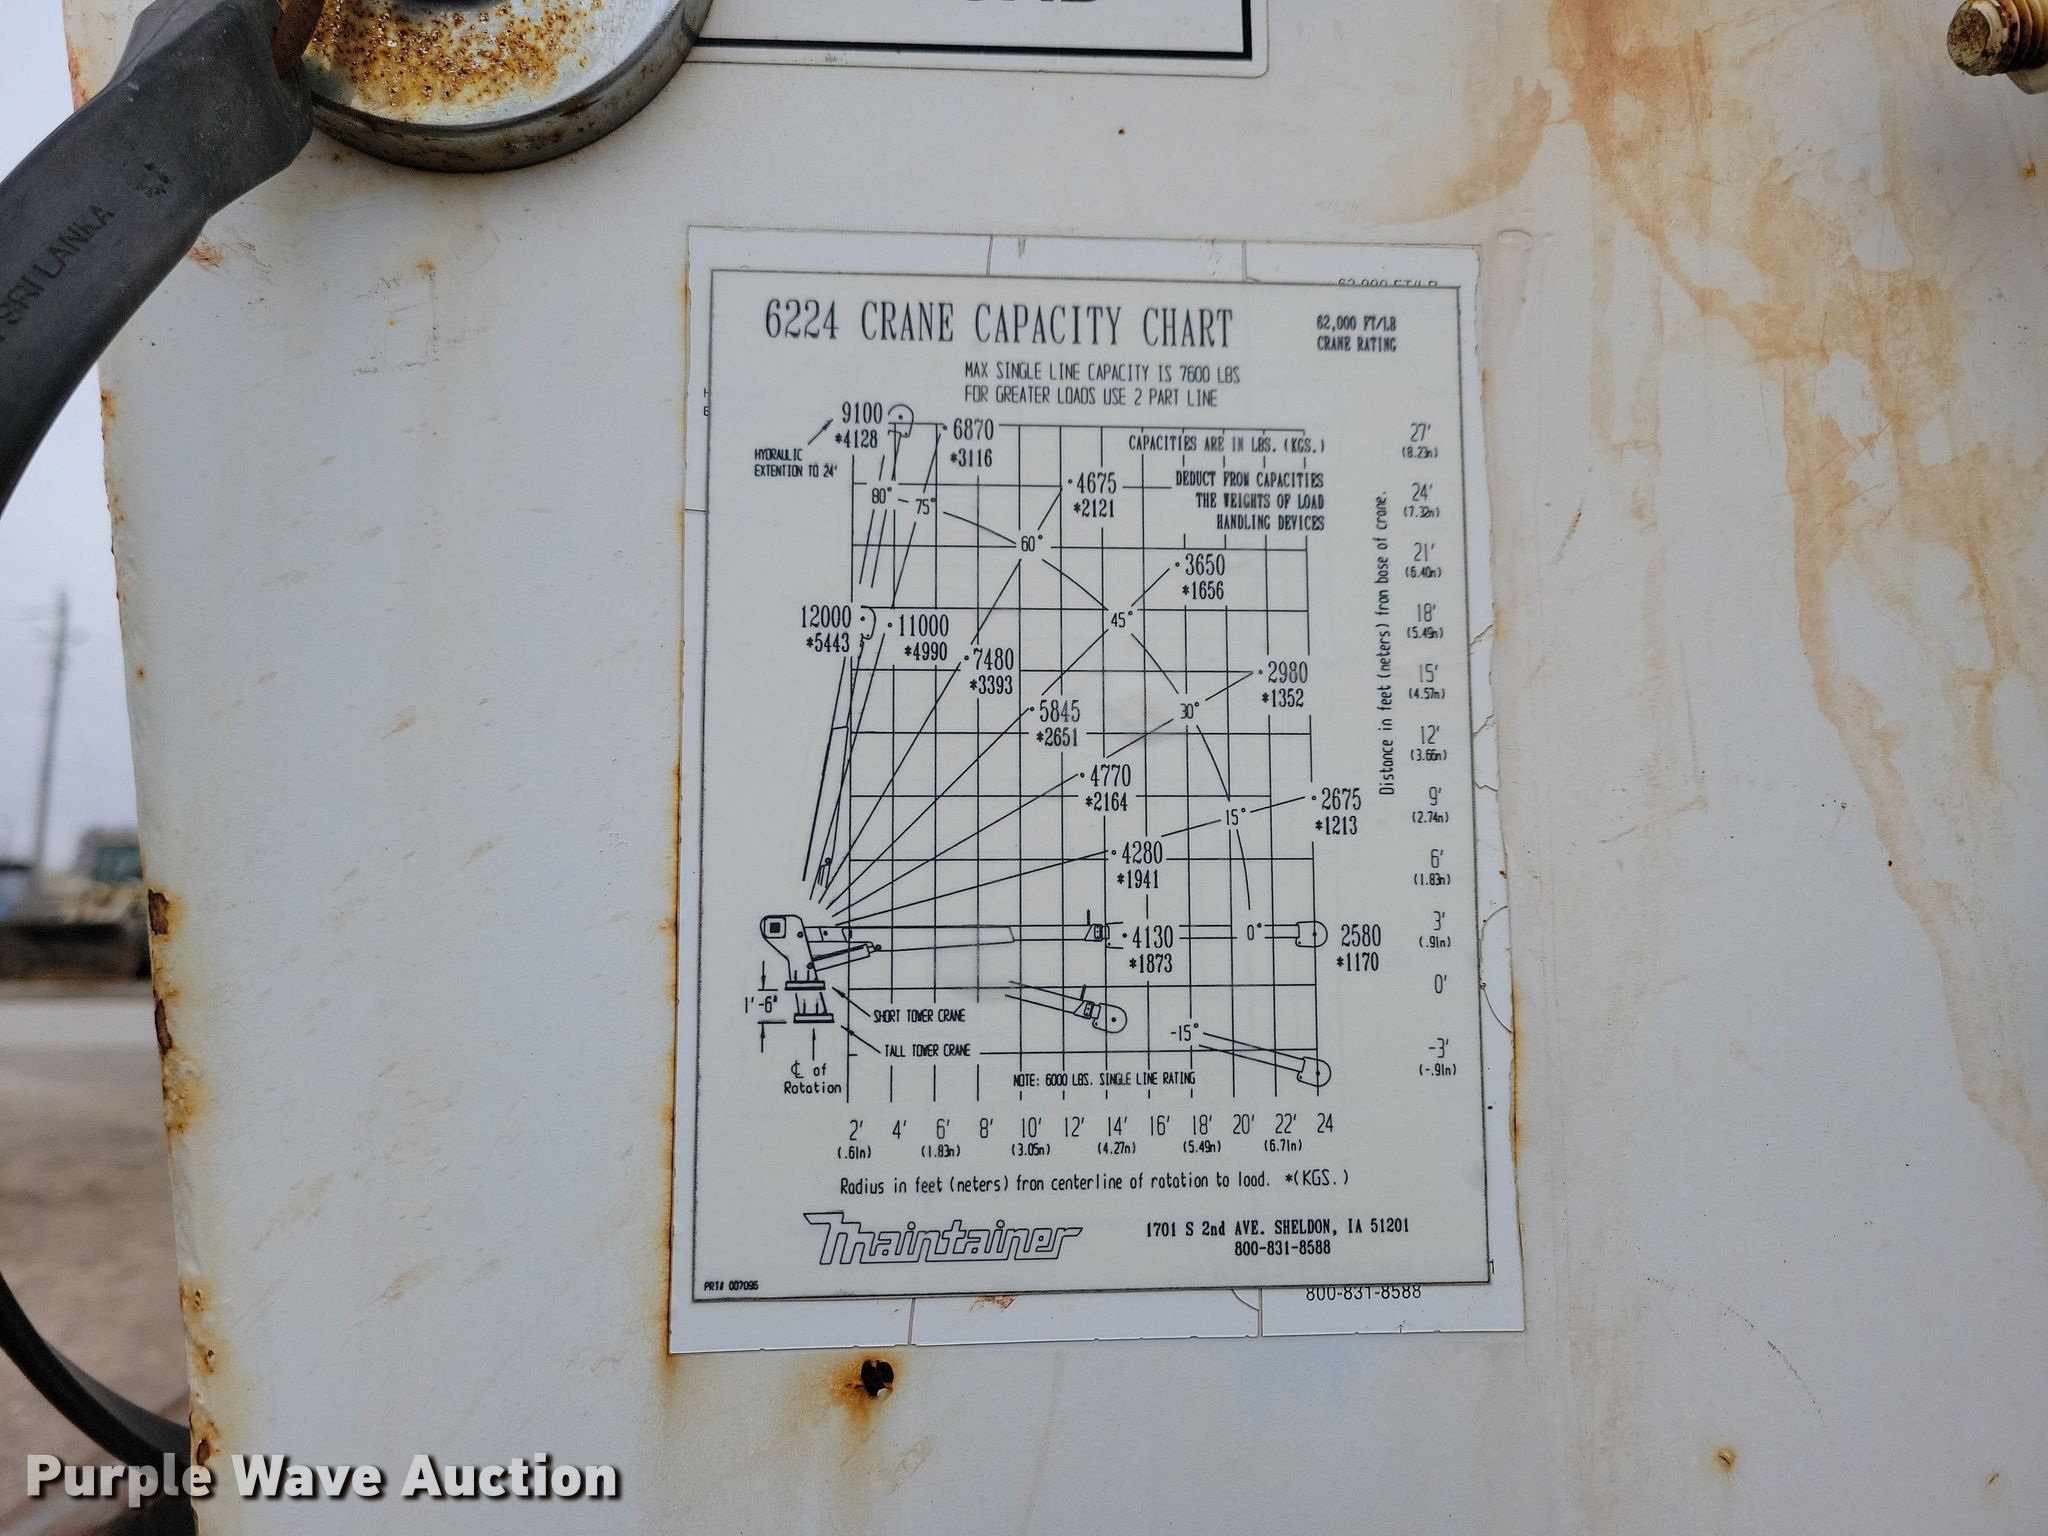 SRI LANKA
62,000 FT/LB
6224 CRANE CAPACITY CHART
62,000 FT/LB
CRANE RATING
MAX SINGLE LINE CAPACITY IS 7600 LBS
FOR GREATER LOADS USE 2 PART LINE
9100
*4128
6870
*3116
CAPACITIES ARE IN LBS. (KGS.)
27'
(8.23m)
HYDRAULIC
EXTENTION TO 24'
4675
*2121
DEDUCT FROM CAPACITIES
THE WEIGHTS OF LOAD
HANDLING DEVICES
24'
(7.32m)
80°
75°
60°
3650
*1656
21'
(6.40m)
12000
*5443
11000
*4990
45°
18'
(5.49m)
7480
*3393
2980
*1352
15'
(4.57m)
5845
*2651
30°
12'
(3.66m)
4770
*2164
2675
*1213
9'
(2.74m)
15°
4280
*1941
6'
(1.83m)
4130
*1873
0°
2580
*1170
3'
(.91m)
0'
1'-6"
SHORT TOWER CRANE
-15°
TALL TOWER CRANE
-3'
(-.91m)
℄ of
Rotation
NOTE: 6000 LBS. SINGLE LINE RATING
Distance in feet (meters) from base of crane.
2' 4' 6' 8' 10' 12' 14' 16' 18' 20' 22' 24
(.61m) (1.83m) (3.05m) (4.27m) (5.49m) (6.71m)
Radius in feet (meters) from centerline of rotation to load. *(KGS.)
Maintainer
1701 S 2nd AVE. SHELDON, IA 51201
800-831-8588
PRT# 007096
800-831-8588
Purple Wave Auction